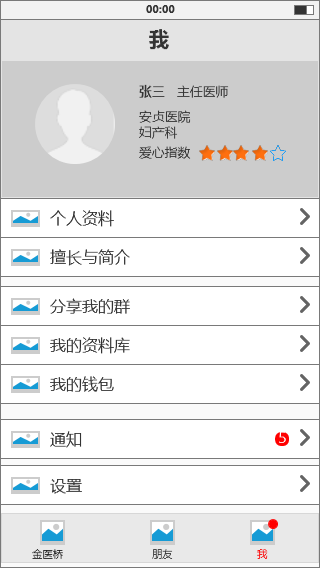 00:00
我
张三 主任医师
安贞医院
妇产科
爱心指数
个人资料
擅长与简介
分享我的群
我的资料库
我的钱包
通知 5
设置
金医桥 朋友 我